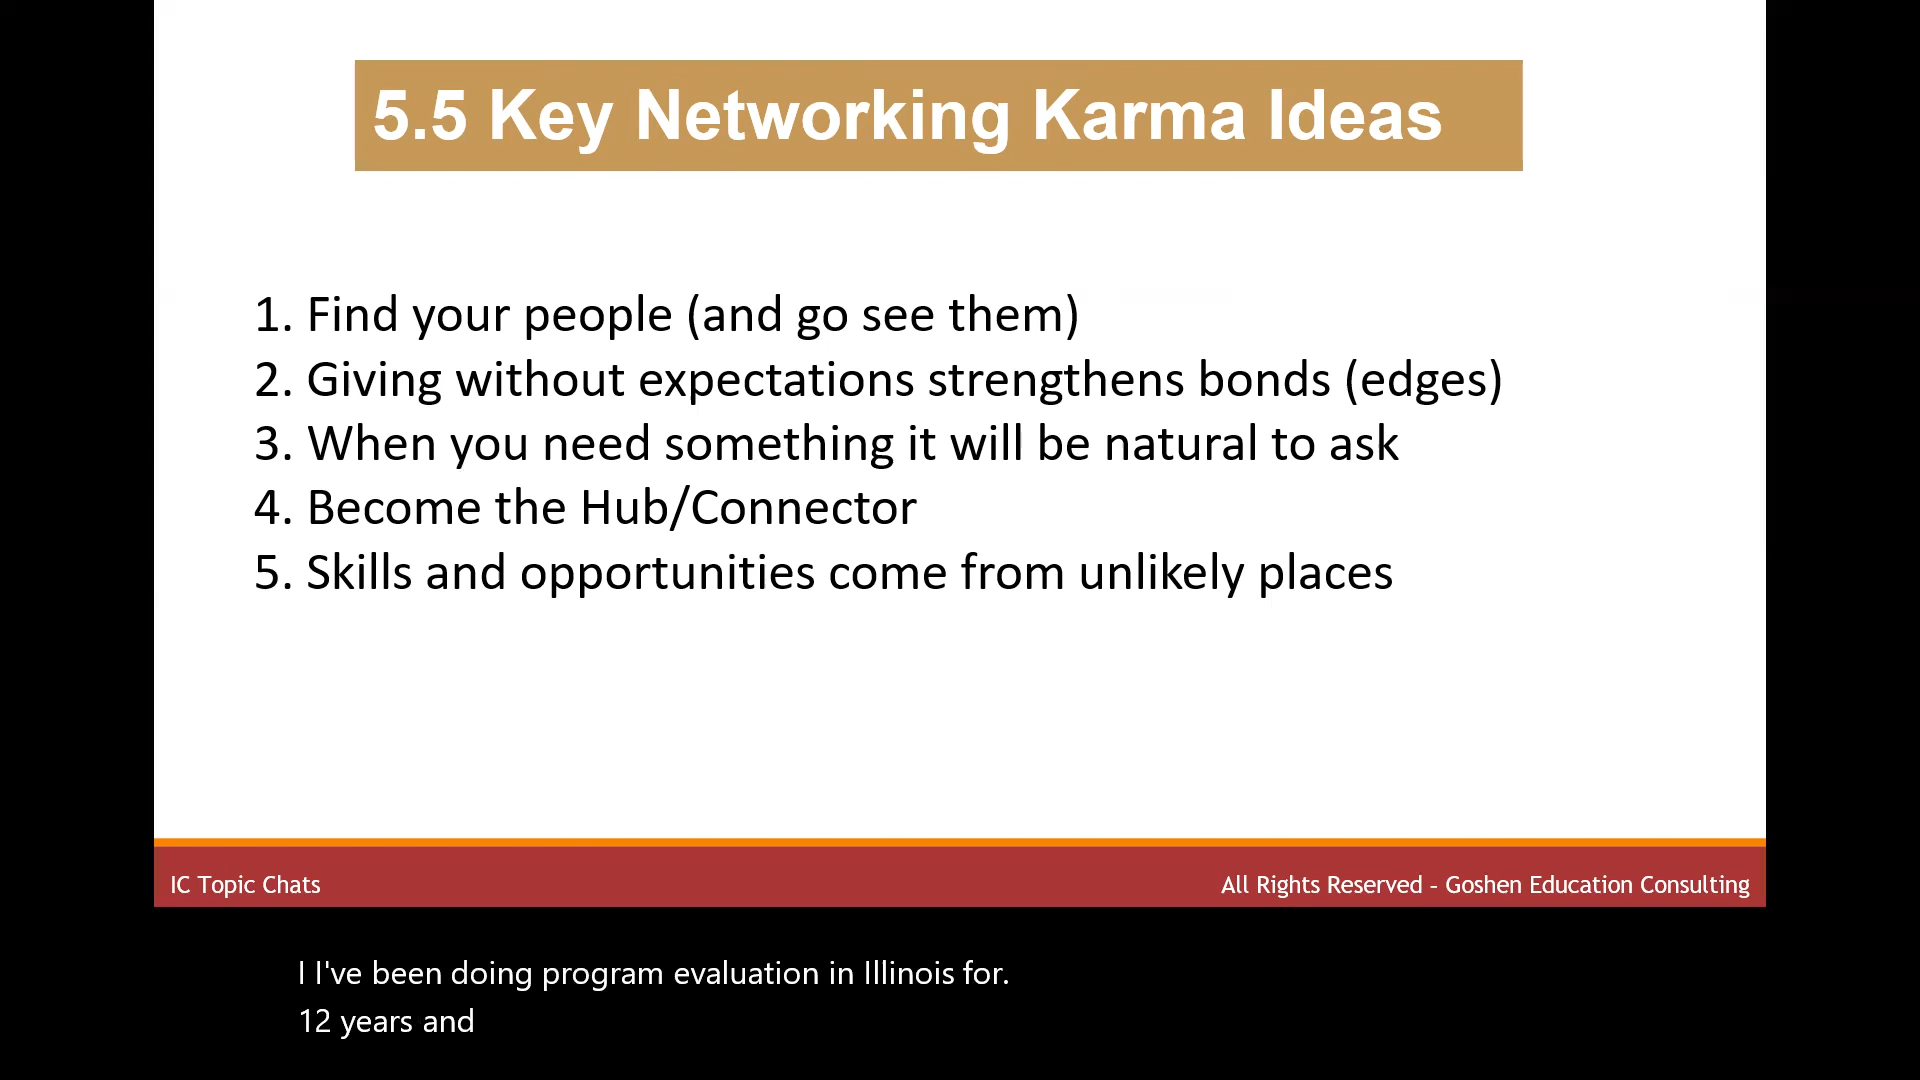 5.5 Key Networking Karma Ideas
1. Find your people (and go see them)
2. Giving without expectations strengthens bonds (edges)
3. When you need something it will be natural to ask
4. Become the Hub/Connector
5. Skills and opportunities come from unlikely places
IC Topic Chats
All Rights Reserved – Goshen Education Consulting
I I've been doing program evaluation in Illinois for.
12 years and